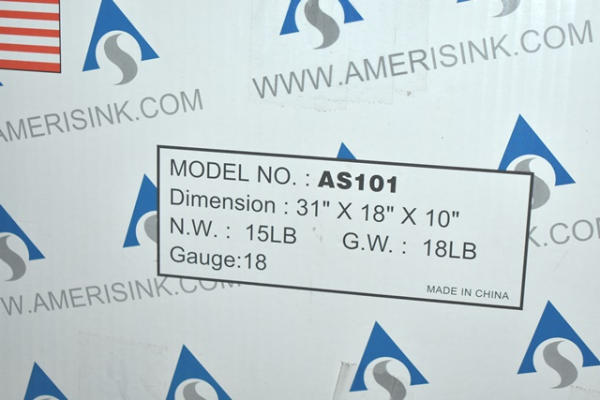 WWW.AMERISINK.COM
AMERISINK.COM
MODEL NO. : AS101
Dimension : 31" X 18" X 10"
N.W. : 15LB G.W. : 18LB
Gauge:18
MADE IN CHINA
.CO
W.AMERISINK.COM